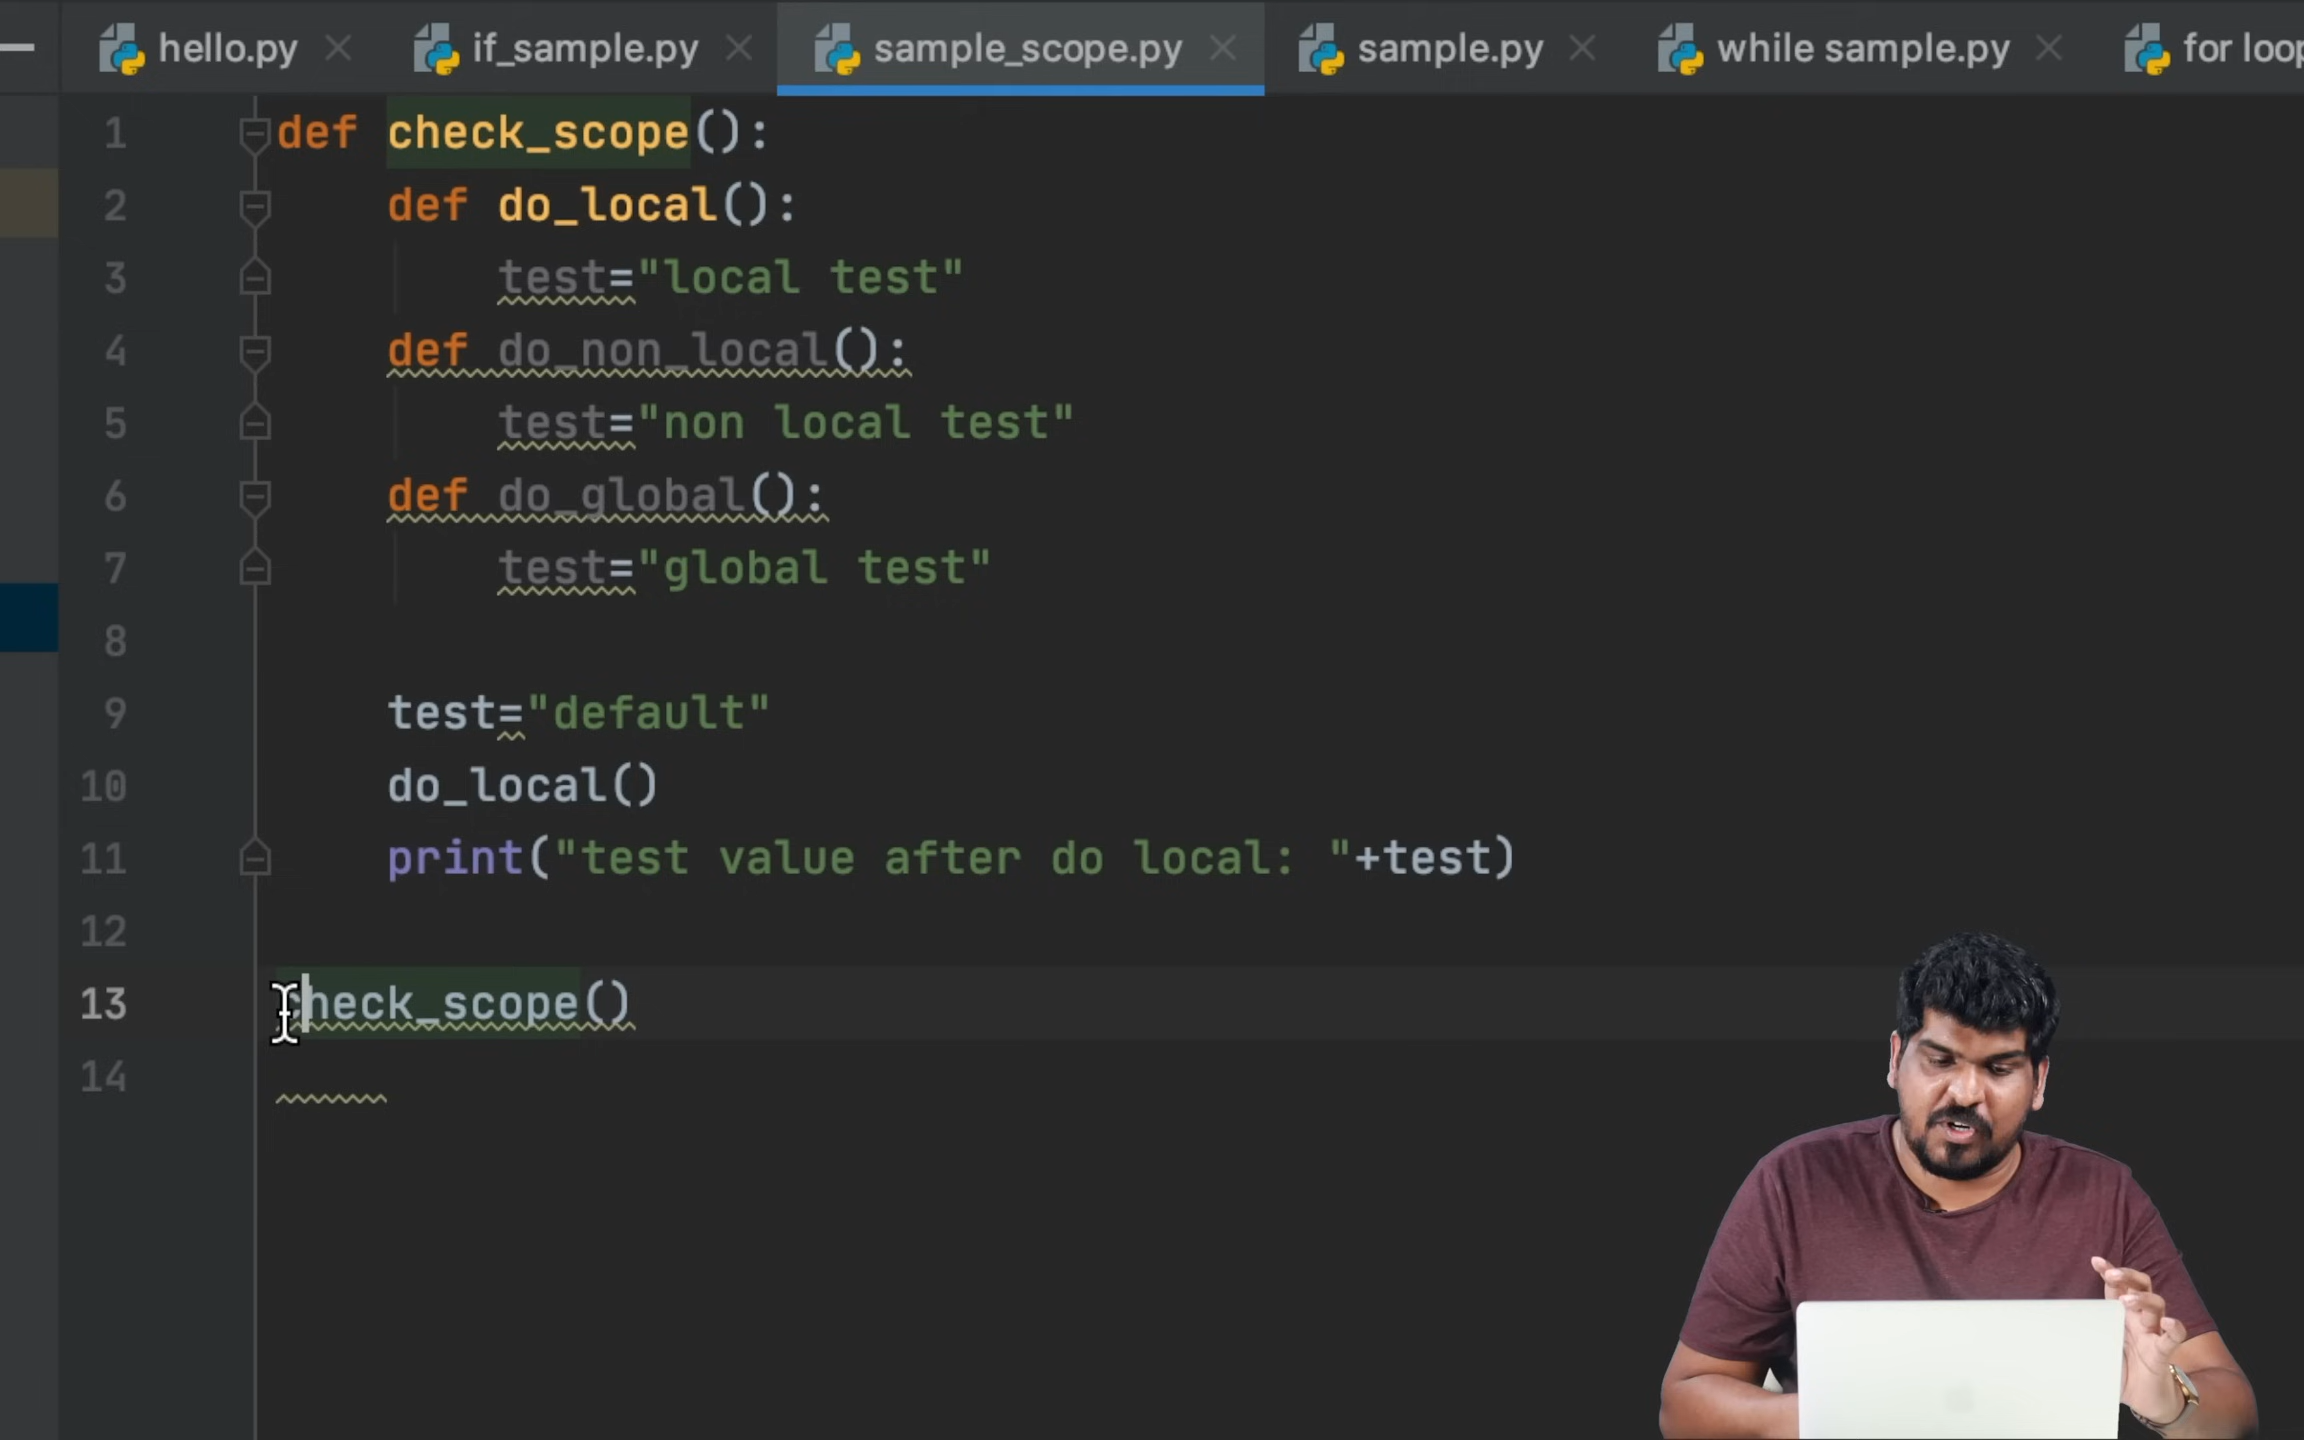 hello.py
if_sample.py
sample_scope.py
sample.py
while sample.py
for loop
1 def check_scope():
2 def do_local():
3 test="local test"
4 def do_non_local():
5 test="non local test"
6 def do_global():
7 test="global test"
8
9 test="default"
10 do_local()
11 print("test value after do local: "+test)
12
13 check_scope()
14